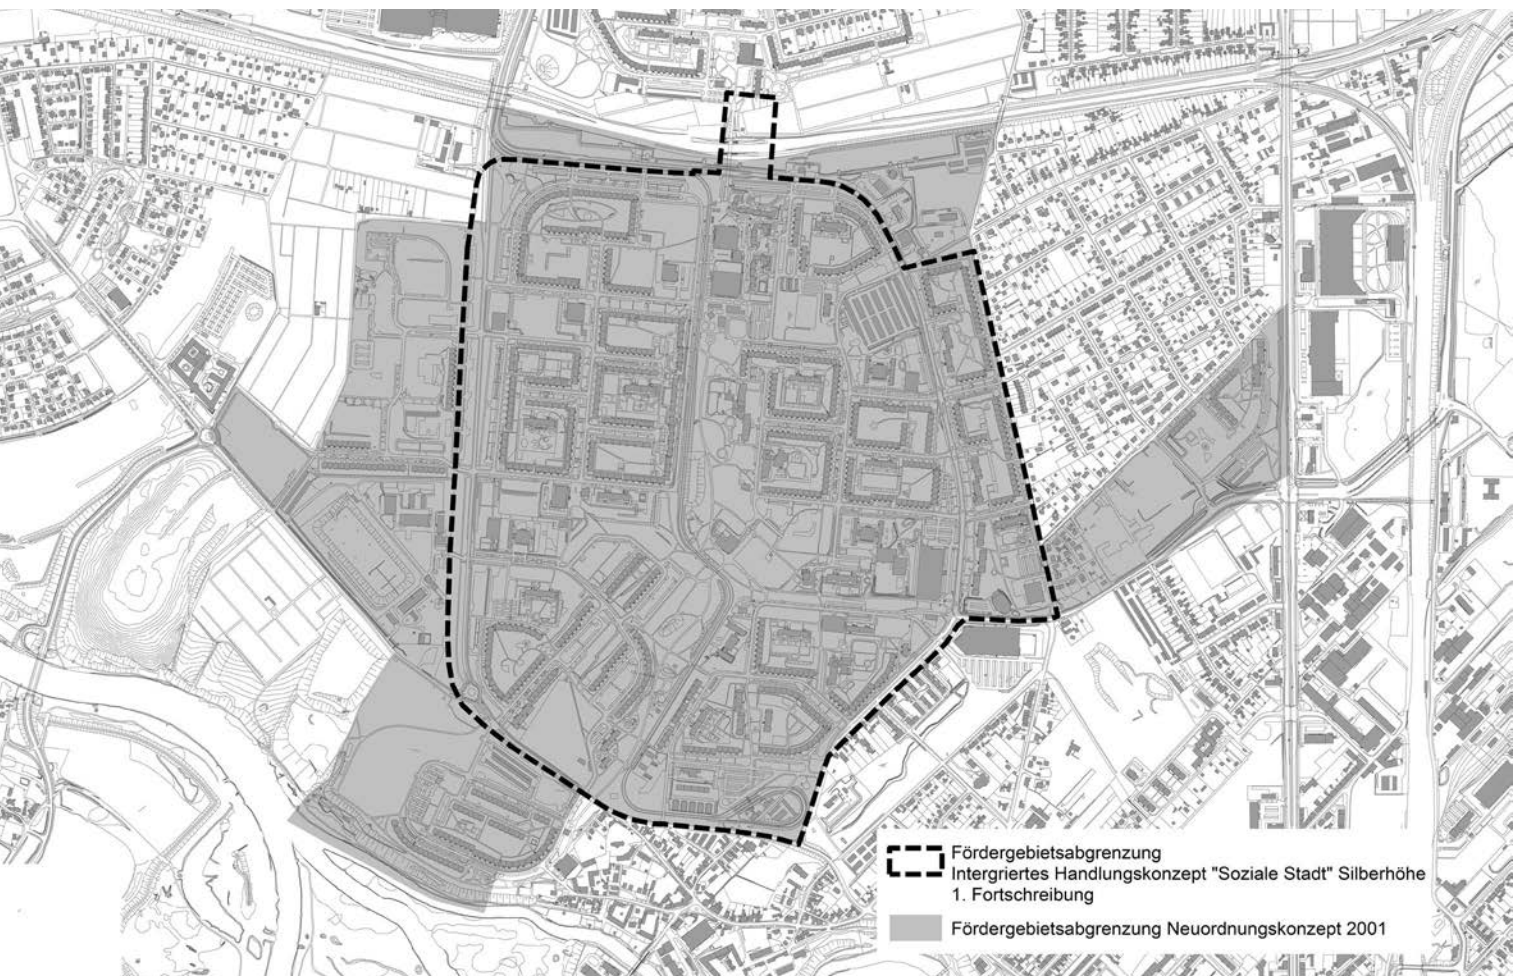 Fördergebietsabgrenzung
Intergriertes Handlungskonzept "Soziale Stadt" Silberhöhe
1. Fortschreibung
Fördergebietsabgrenzung Neuordnungskonzept 2001